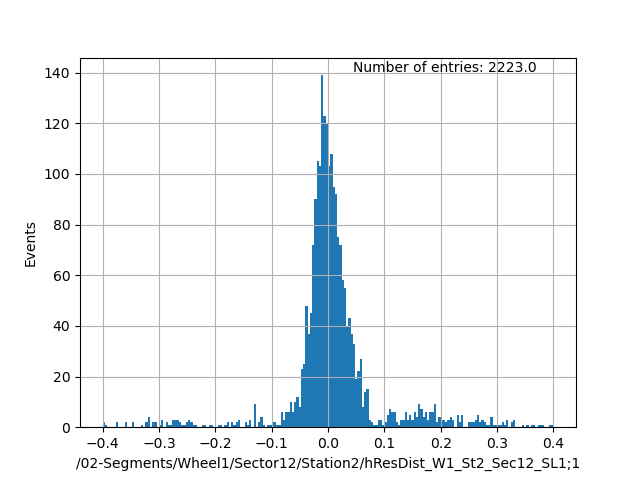 Number of entries: 2223.0
140
120
100
80
60
40
20
0
Events
−0.4 −0.3 −0.2 −0.1 0.0 0.1 0.2 0.3 0.4
/02-Segments/Wheel1/Sector12/Station2/hResDist_W1_St2_Sec12_SL1;1